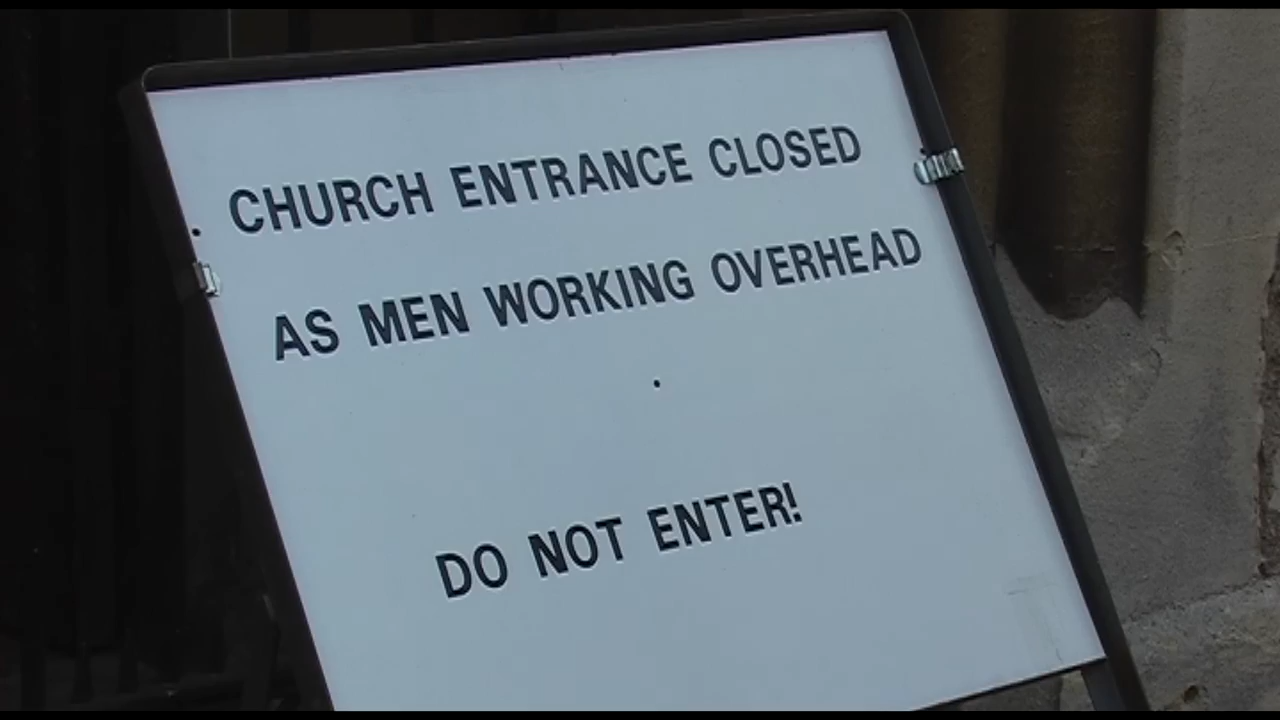 CHURCH ENTRANCE CLOSED
AS MEN WORKING OVERHEAD
DO NOT ENTER!